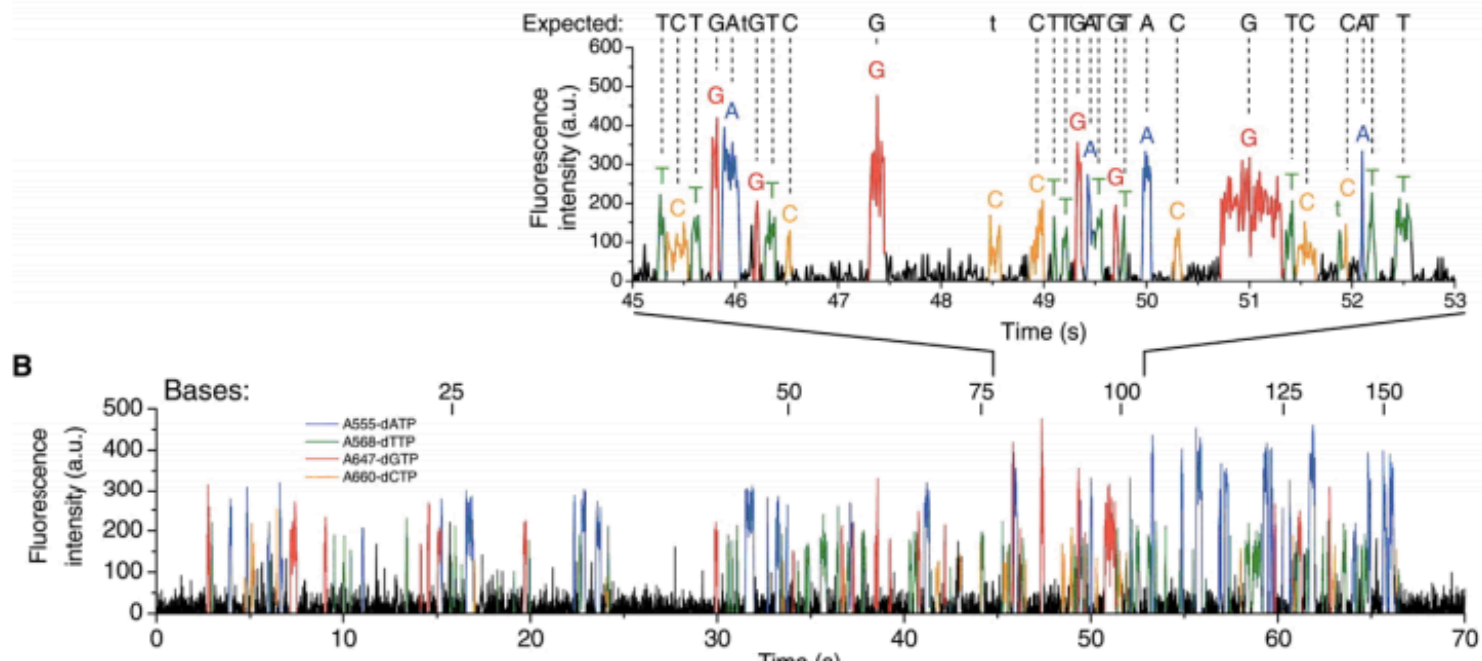 Expected: T C T G A t G T C G t C T T G A T G T A C G T C C A T T
600
500
400
300
200
100
0
Fluorescence
intensity (a.u.)
T C T G A G T C G C C T T G A T G T A C G T C t C A T T
45 46 47 48 49 50 51 52 53
Time (s)
B
Bases: 25 50 75 100 125 150
500
400
300
200
100
0
Fluorescence
intensity (a.u.)
A555-dATP
A568-dTTP
A647-dGTP
A660-dCTP
0 10 20 30 40 50 60 70
Time (s)